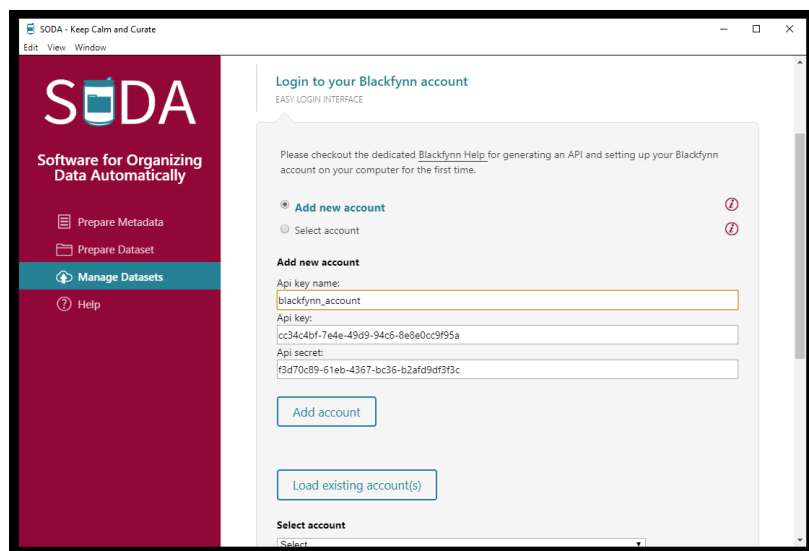 SODA - Keep Calm and Curate
Edit View Window
SODA
Software for Organizing
Data Automatically
Prepare Metadata
Prepare Dataset
Manage Datasets
Help
Login to your Blackfynn account
EASY LOGIN INTERFACE
Please checkout the dedicated Blackfynn Help for generating an API and setting up your Blackfynn
account on your computer for the first time.
Add new account
Select account
Add new account
Api key name:
blackfynn_account
Api key:
cc34c4bf-7e4e-49d9-94c6-8e8e0cc9f95a
Api secret:
f3d70c89-61eb-4367-bc36-b2afd9df3f3c
Add account
Load existing account(s)
Select account
Select